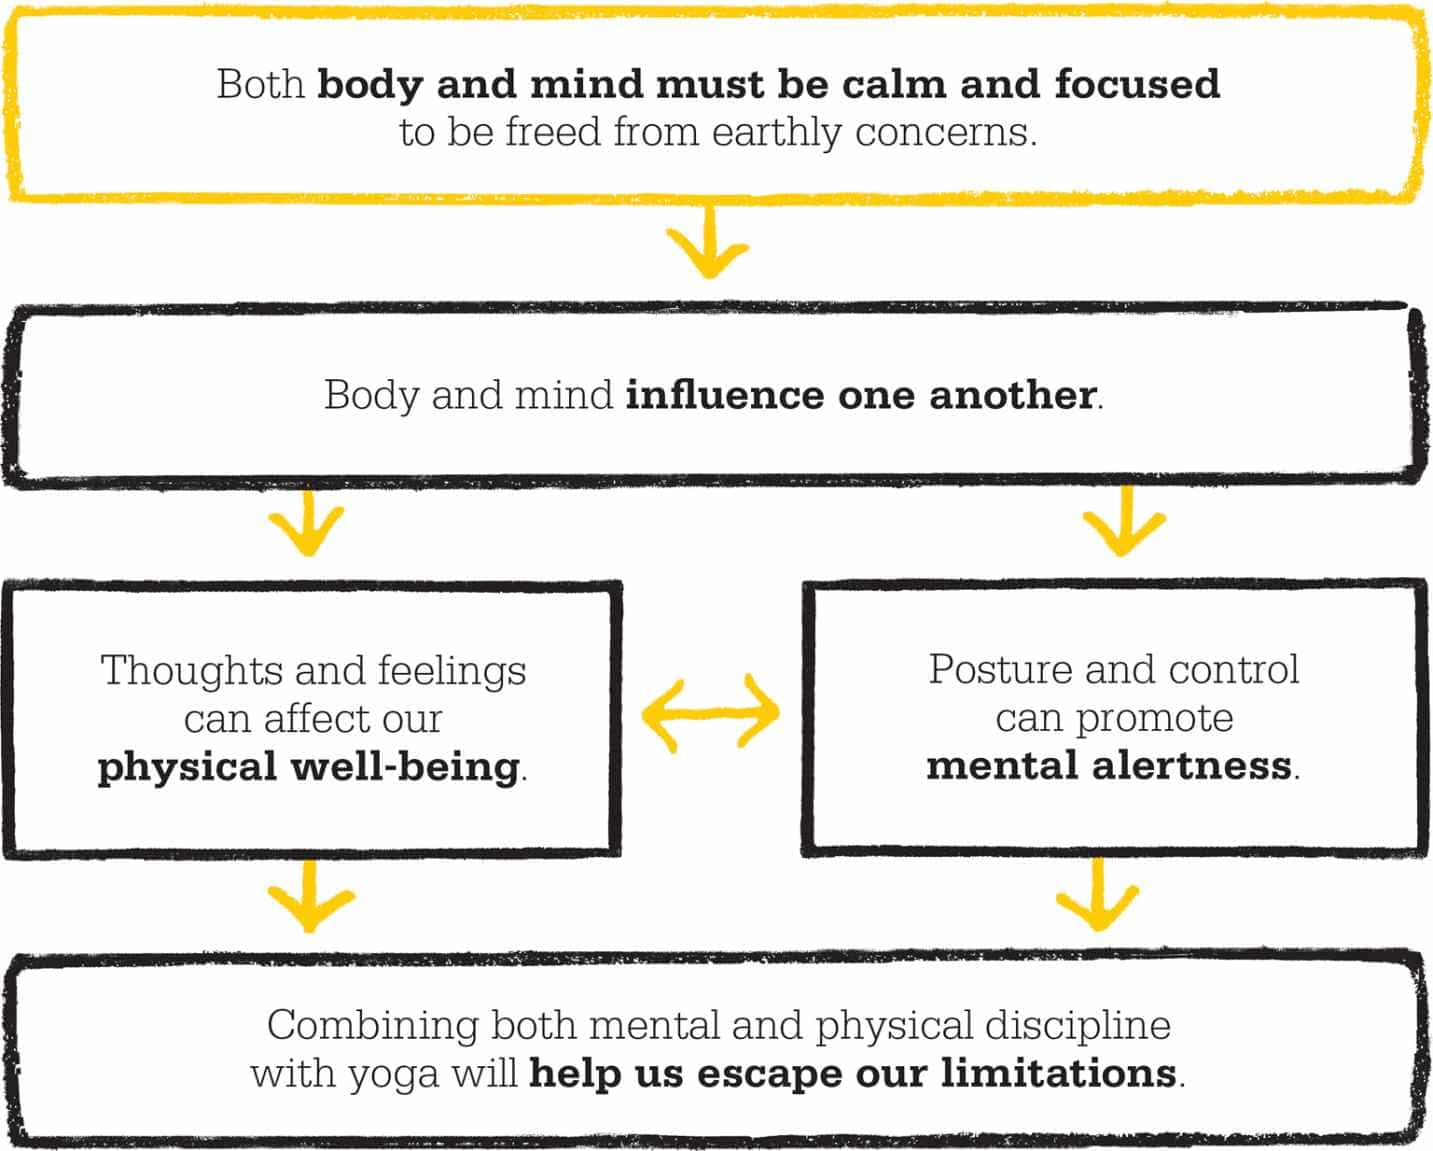 Both body and mind must be calm and focused
to be freed from earthly concerns.
Body and mind influence one another.
Thoughts and feelings
can affect our
physical well-being.
Posture and control
can promote
mental alertness.
Combining both mental and physical discipline
with yoga will help us escape our limitations.